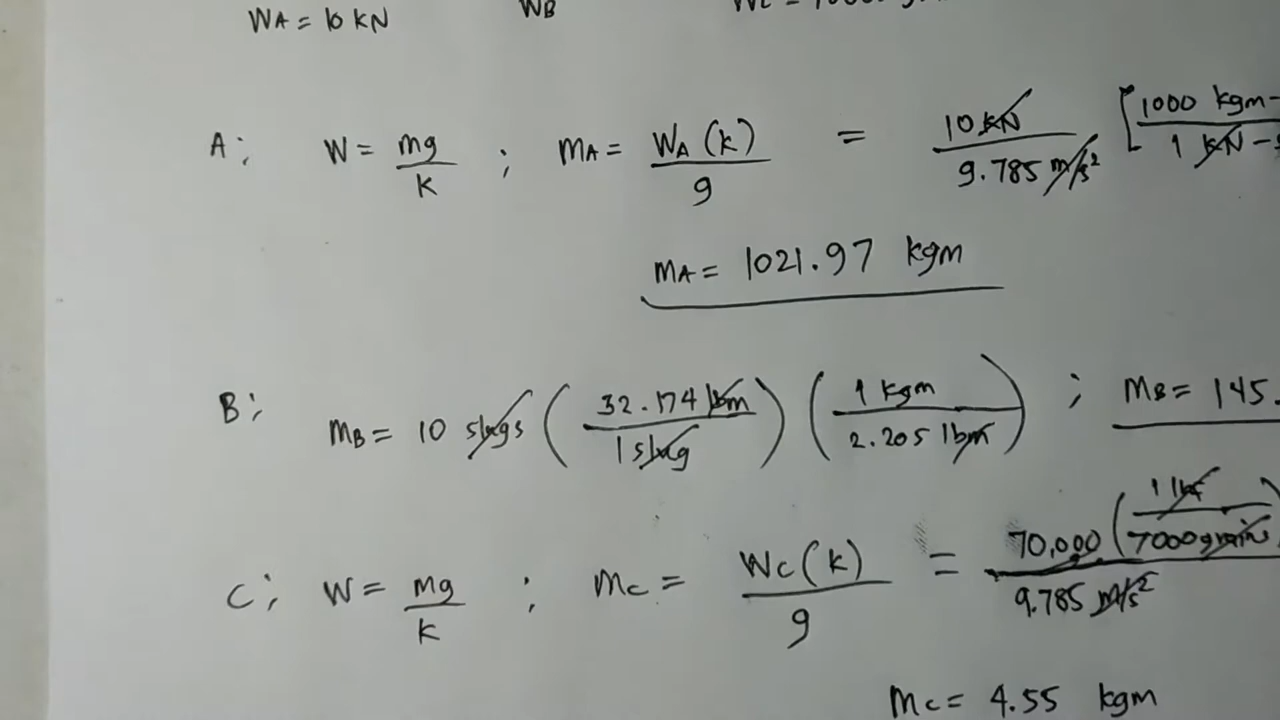 WA = 10 KN WB WC =
A: W = mg/k ; MA = WA (k)/g = 10 KN/9.785 m/s² [1000 kgm-/1 KN-
MA = 1021.97 kgm
B: MB = 10 slugs (32.174 lbm/1 slug) (1 kgm/2.205 lbm) ; MB = 145.
C: W = mg/k ; MC = WC (k)/g = 70,000 (1 lbf/7000 grains)/9.785 m/s²
MC = 4.55 kgm